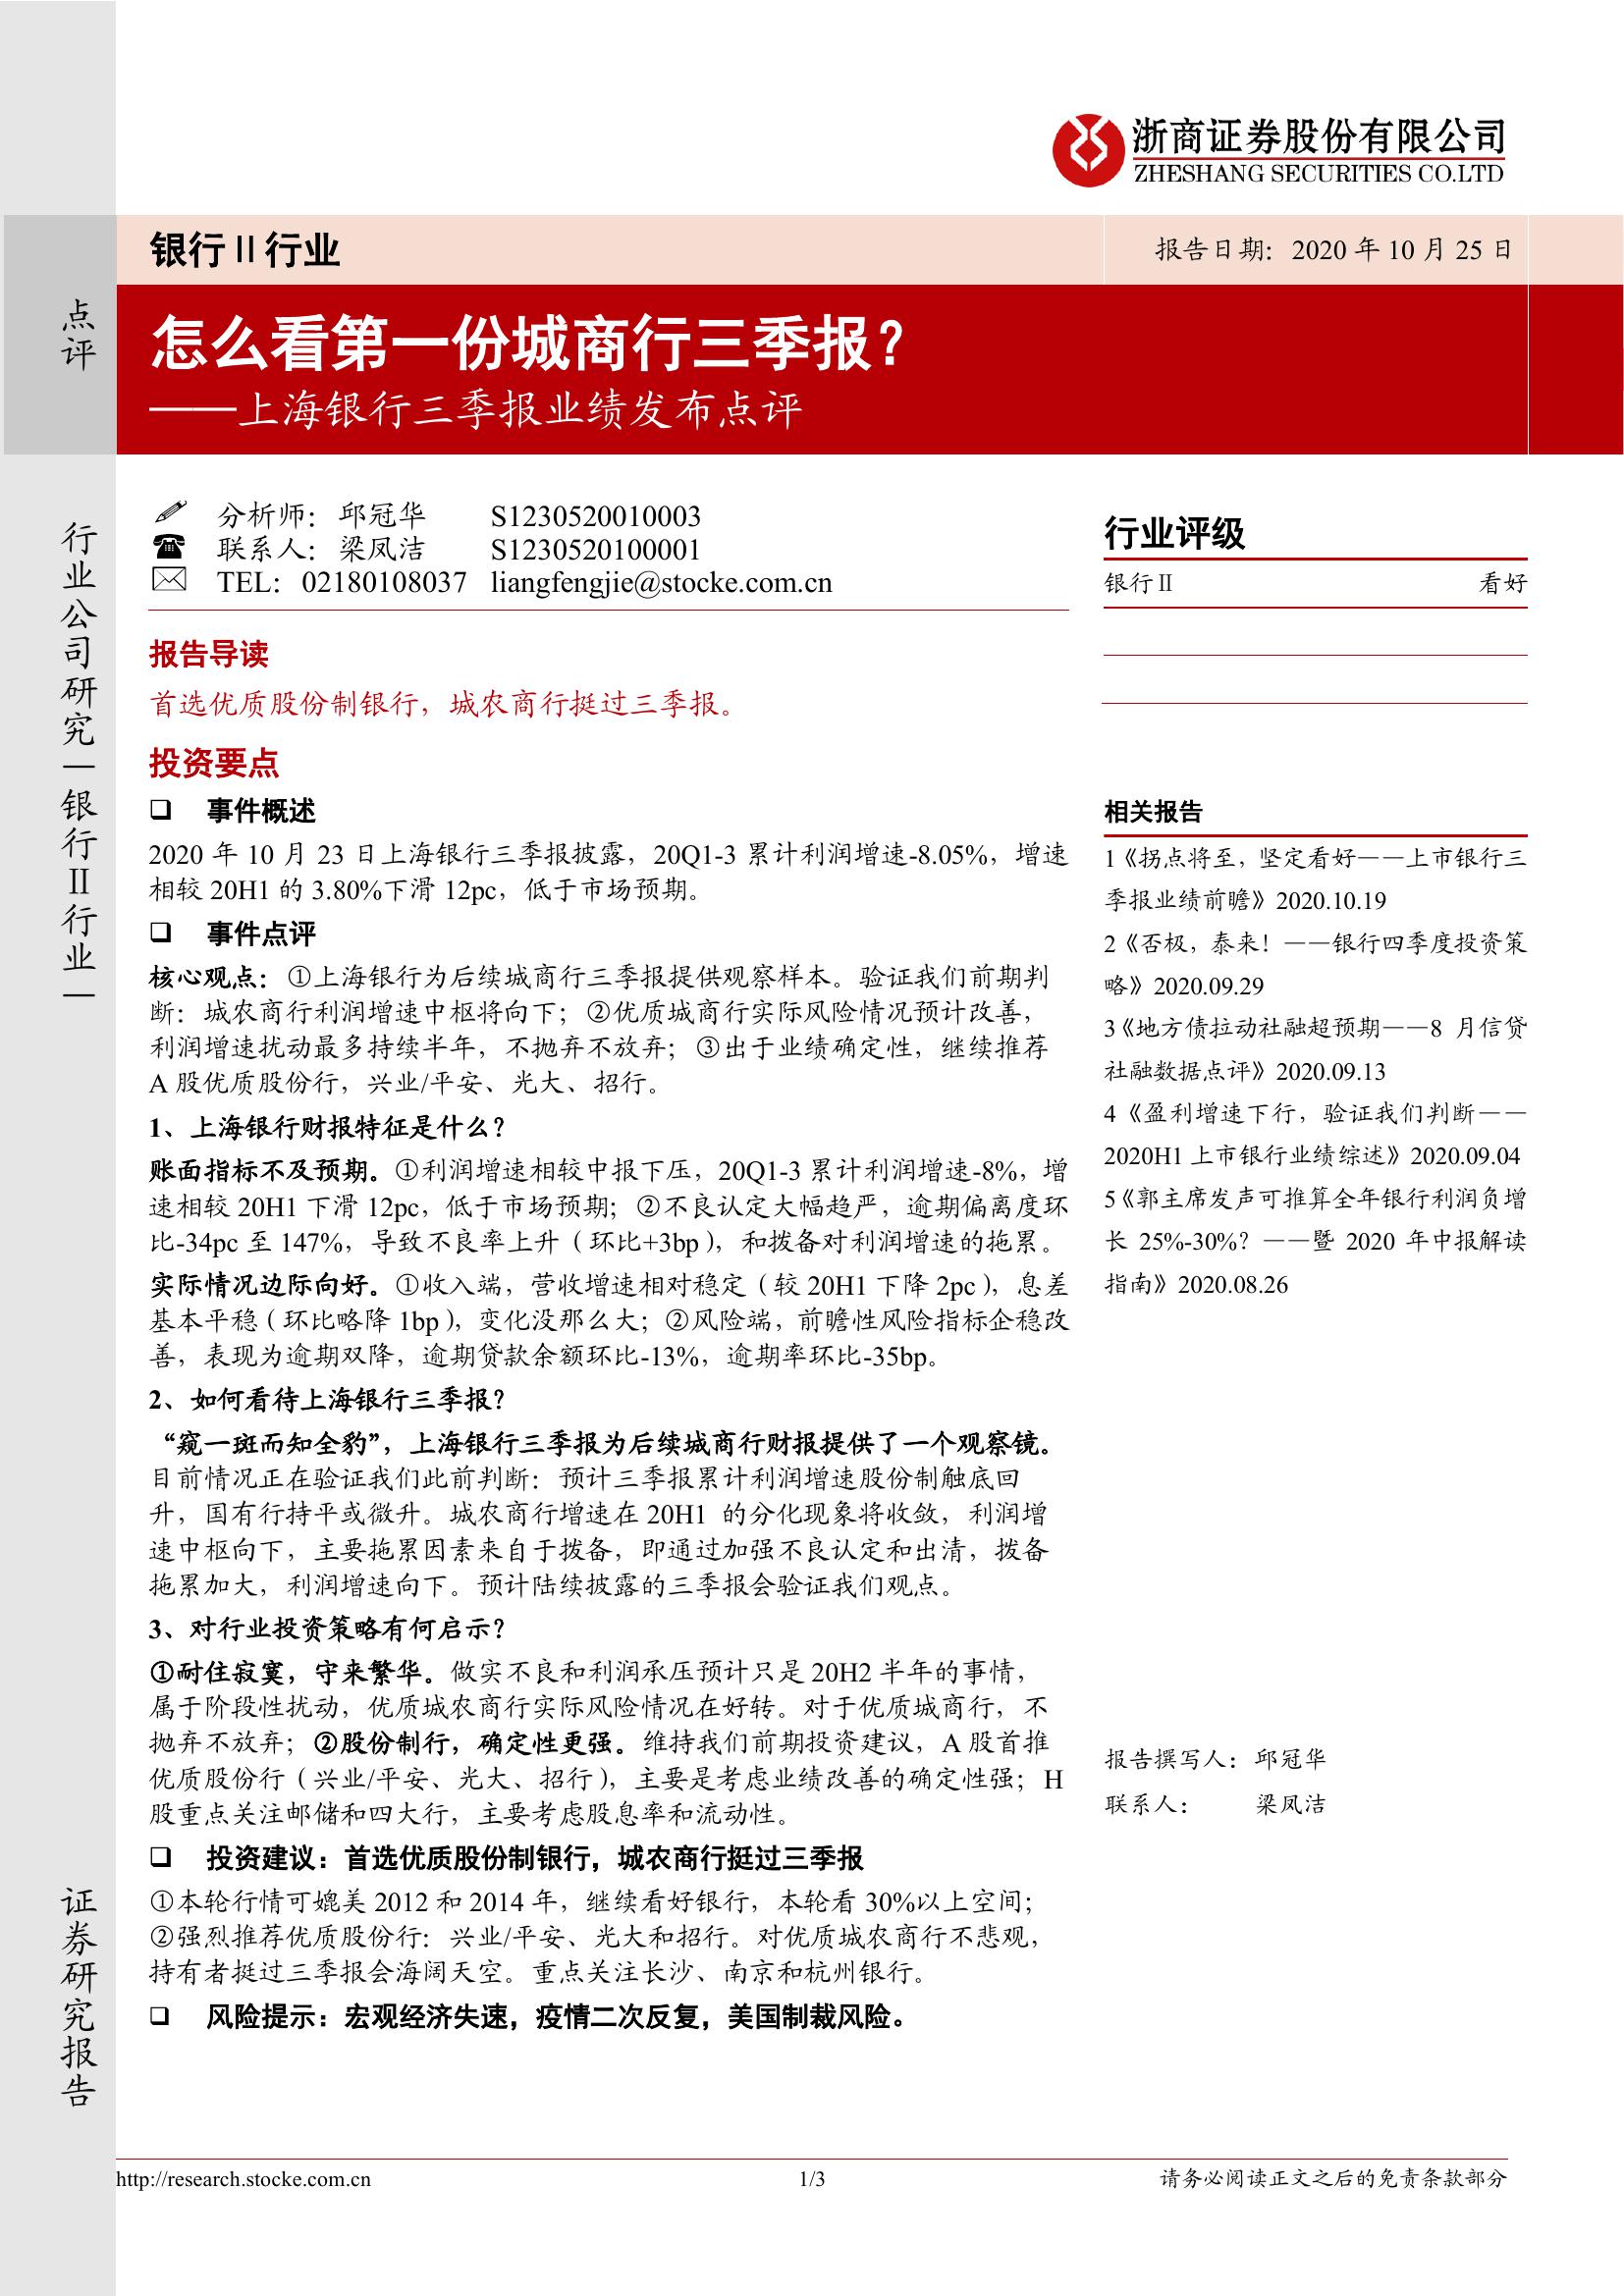 浙商证券股份有限公司
ZHESHANG SECURITIES CO.LTD
银行Ⅱ行业
报告日期：2020 年 10 月 25 日
点评
怎么看第一份城商行三季报？
——上海银行三季报业绩发布点评
行业公司研究｜银行Ⅱ行业｜
证券研究报告
分析师：邱冠华 S1230520010003
联系人：梁凤洁 S1230520100001
TEL：02180108037 liangfengjie@stocke.com.cn
报告导读
首选优质股份制银行，城农商行挺过三季报。
投资要点
❑ 事件概述
2020 年 10 月 23 日上海银行三季报披露，20Q1-3 累计利润增速-8.05%，增速
相较 20H1 的 3.80%下滑 12pc，低于市场预期。
❑ 事件点评
核心观点：①上海银行为后续城商行三季报提供观察样本。验证我们前期判
断：城农商行利润增速中枢将向下；②优质城商行实际风险情况预计改善，
利润增速扰动最多持续半年，不抛弃不放弃；③出于业绩确定性，继续推荐
A 股优质股份行，兴业/平安、光大、招行。
1、上海银行财报特征是什么？
账面指标不及预期。①利润增速相较中报下压，20Q1-3 累计利润增速-8%，增
速相较 20H1 下滑 12pc，低于市场预期；②不良认定大幅趋严，逾期偏离度环
比-34pc 至 147%，导致不良率上升（环比+3bp），和拨备对利润增速的拖累。
实际情况边际向好。①收入端，营收增速相对稳定（较 20H1 下降 2pc），息差
基本平稳（环比略降 1bp），变化没那么大；②风险端，前瞻性风险指标企稳改
善，表现为逾期双降，逾期贷款余额环比-13%，逾期率环比-35bp。
2、如何看待上海银行三季报？
“窥一斑而知全豹”，上海银行三季报为后续城商行财报提供了一个观察镜。
目前情况正在验证我们此前判断：预计三季报累计利润增速股份制触底回
升，国有行持平或微升。城农商行增速在 20H1 的分化现象将收敛，利润增
速中枢向下，主要拖累因素来自于拨备，即通过加强不良认定和出清，拨备
拖累加大，利润增速向下。预计陆续披露的三季报会验证我们观点。
3、对行业投资策略有何启示？
①耐住寂寞，守来繁华。做实不良和利润承压预计只是 20H2 半年的事情，
属于阶段性扰动，优质城农商行实际风险情况在好转。对于优质城商行，不
抛弃不放弃；②股份制行，确定性更强。维持我们前期投资建议，A 股首推
优质股份行（兴业/平安、光大、招行），主要是考虑业绩改善的确定性强；H
股重点关注邮储和四大行，主要考虑股息率和流动性。
❑ 投资建议：首选优质股份制银行，城农商行挺过三季报
①本轮行情可媲美 2012 和 2014 年，继续看好银行，本轮看 30%以上空间；
②强烈推荐优质股份行：兴业/平安、光大和招行。对优质城农商行不悲观，
持有者挺过三季报会海阔天空。重点关注长沙、南京和杭州银行。
❑ 风险提示：宏观经济失速，疫情二次反复，美国制裁风险。
行业评级
银行Ⅱ 看好
相关报告
1《拐点将至，坚定看好——上市银行三
季报业绩前瞻》2020.10.19
2《否极，泰来！——银行四季度投资策
略》2020.09.29
3《地方债拉动社融超预期——8 月信贷
社融数据点评》2020.09.13
4《盈利增速下行，验证我们判断——
2020H1 上市银行业绩综述》2020.09.04
5《郭主席发声可推算全年银行利润负增
长 25%-30%？——暨 2020 年中报解读
指南》2020.08.26
报告撰写人：邱冠华
联系人： 梁凤洁
http://research.stocke.com.cn
1/3
请务必阅读正文之后的免责条款部分